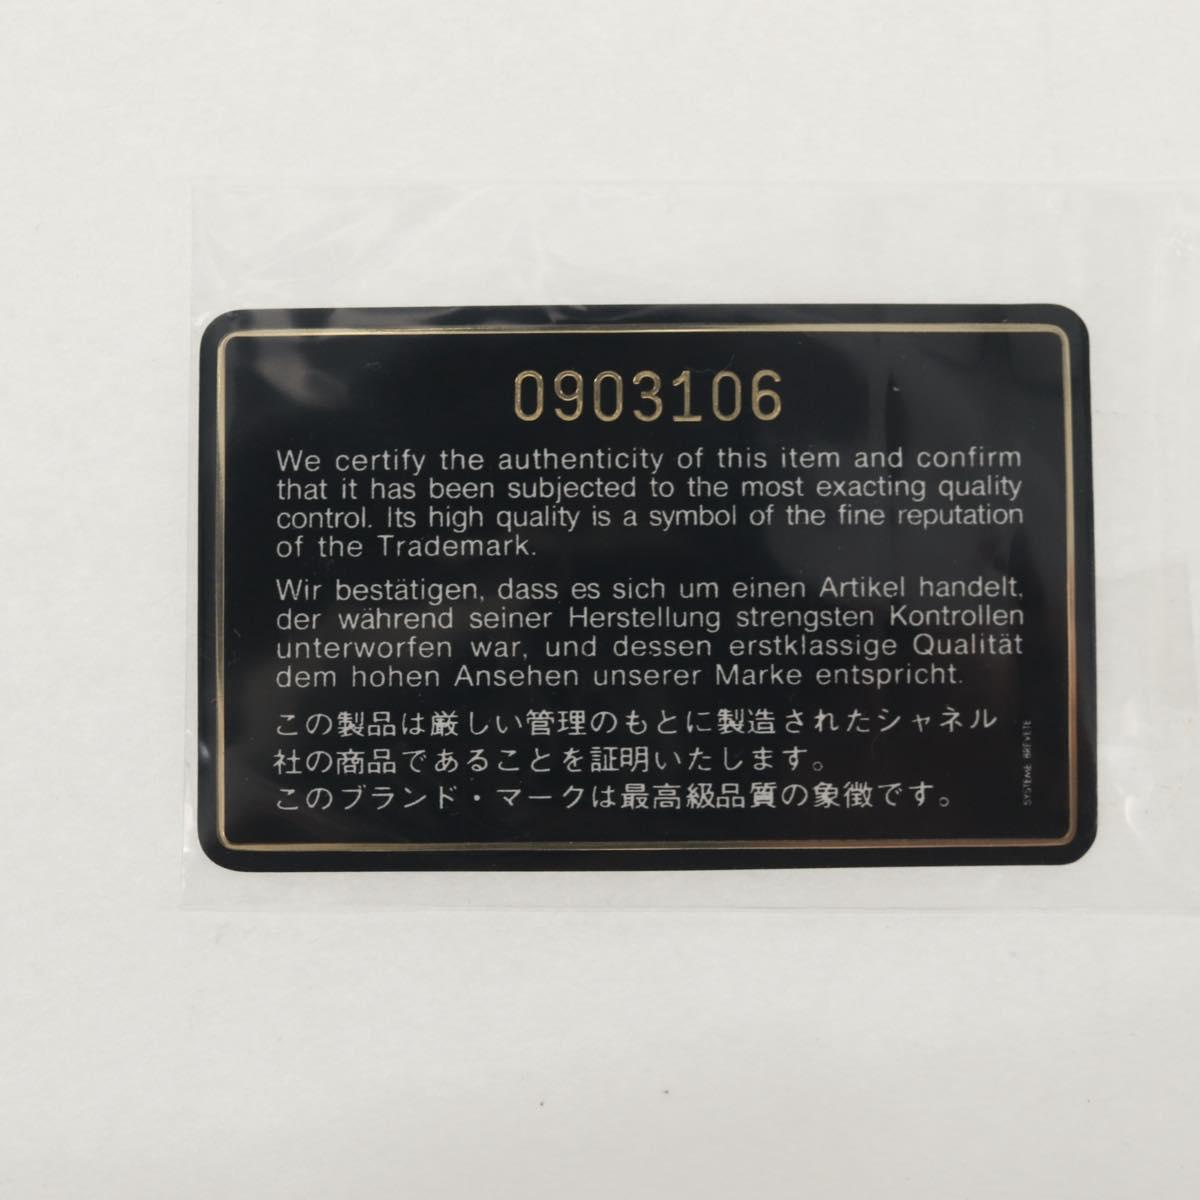 0903106
We certify the authenticity of this item and confirm
that it has been subjected to the most exacting quality
control. Its high quality is a symbol of the fine reputation
of the Trademark.
Wir bestätigen, dass es sich um einen Artikel handelt,
der während seiner Herstellung strengsten Kontrollen
unterworfen war, und dessen erstklassige Qualität
dem hohen Ansehen unserer Marke entspricht.
この製品は厳しい管理のもとに製造されたシャネル
社の商品であることを証明いたします。
このブランド・マークは最高級品質の象徴です。
SYSTEME BREVETE